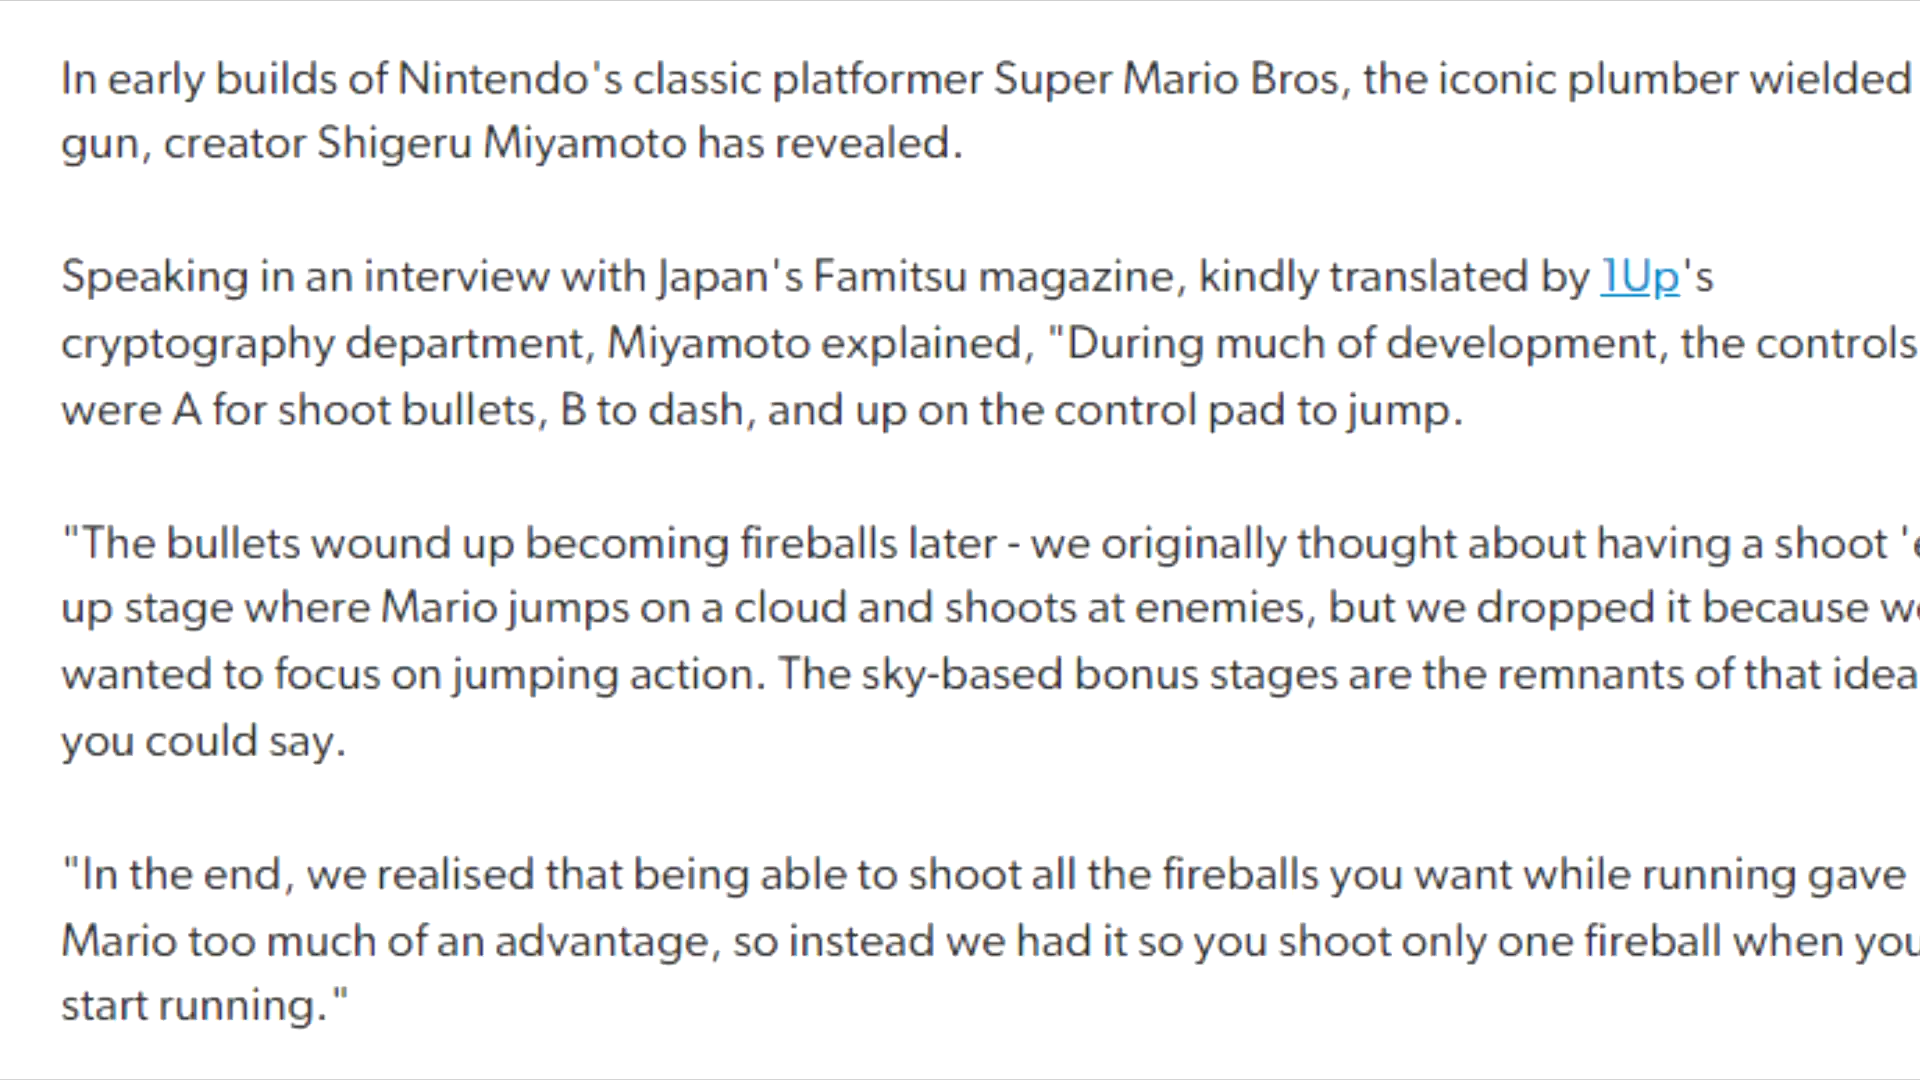 In early builds of Nintendo's classic platformer Super Mario Bros, the iconic plumber wielded
gun, creator Shigeru Miyamoto has revealed.
Speaking in an interview with Japan's Famitsu magazine, kindly translated by 1Up's
cryptography department, Miyamoto explained, "During much of development, the controls
were A for shoot bullets, B to dash, and up on the control pad to jump.
"The bullets wound up becoming fireballs later - we originally thought about having a shoot
up stage where Mario jumps on a cloud and shoots at enemies, but we dropped it because
wanted to focus on jumping action. The sky-based bonus stages are the remnants of that idea
you could say.
"In the end, we realised that being able to shoot all the fireballs you want while running gave
Mario too much of an advantage, so instead we had it so you shoot only one fireball when you
start running."